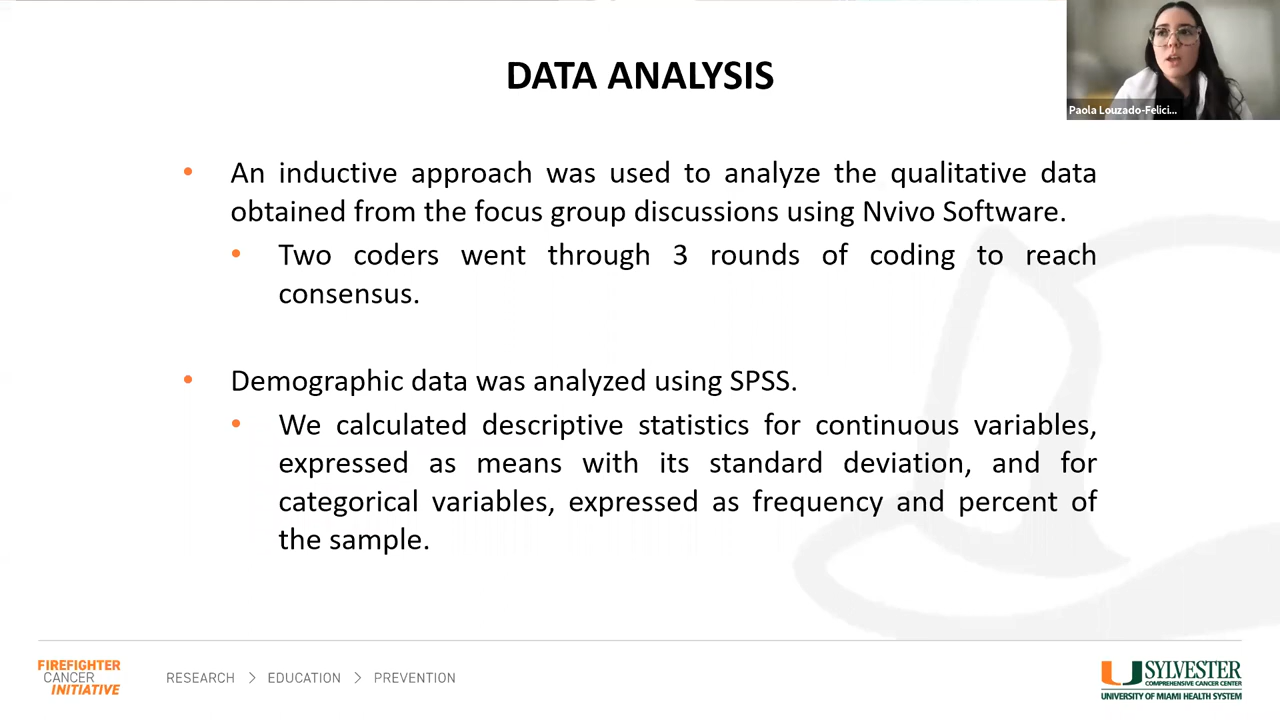 DATA ANALYSIS
Paola Louzado-Felici...
• An inductive approach was used to analyze the qualitative data
obtained from the focus group discussions using Nvivo Software.
• Two coders went through 3 rounds of coding to reach
consensus.
• Demographic data was analyzed using SPSS.
• We calculated descriptive statistics for continuous variables,
expressed as means with its standard deviation, and for
categorical variables, expressed as frequency and percent of
the sample.
FIREFIGHTER
CANCER
INITIATIVE
RESEARCH > EDUCATION > PREVENTION
SYLVESTER
COMPREHENSIVE CANCER CENTER
UNIVERSITY OF MIAMI HEALTH SYSTEM